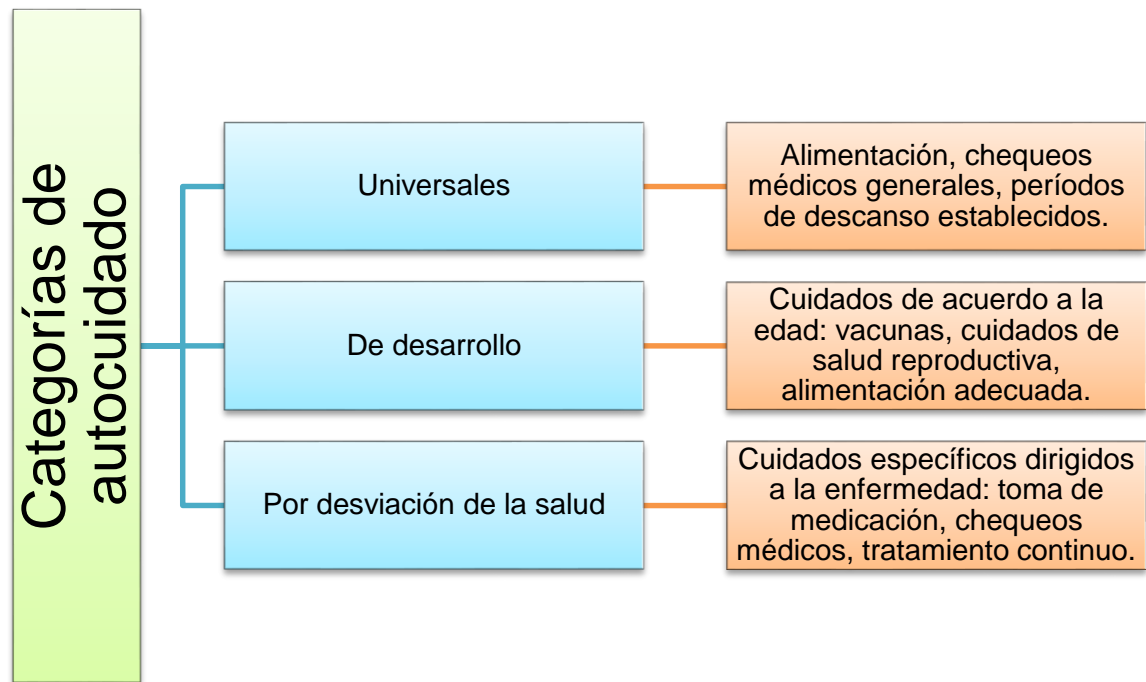 Categorías de
autocuidado
Universales
Alimentación, chequeos
médicos generales, períodos
de descanso establecidos.
De desarrollo
Cuidados de acuerdo a la
edad: vacunas, cuidados de
salud reproductiva,
alimentación adecuada.
Por desviación de la salud
Cuidados específicos dirigidos
a la enfermedad: toma de
medicación, chequeos
médicos, tratamiento continuo.